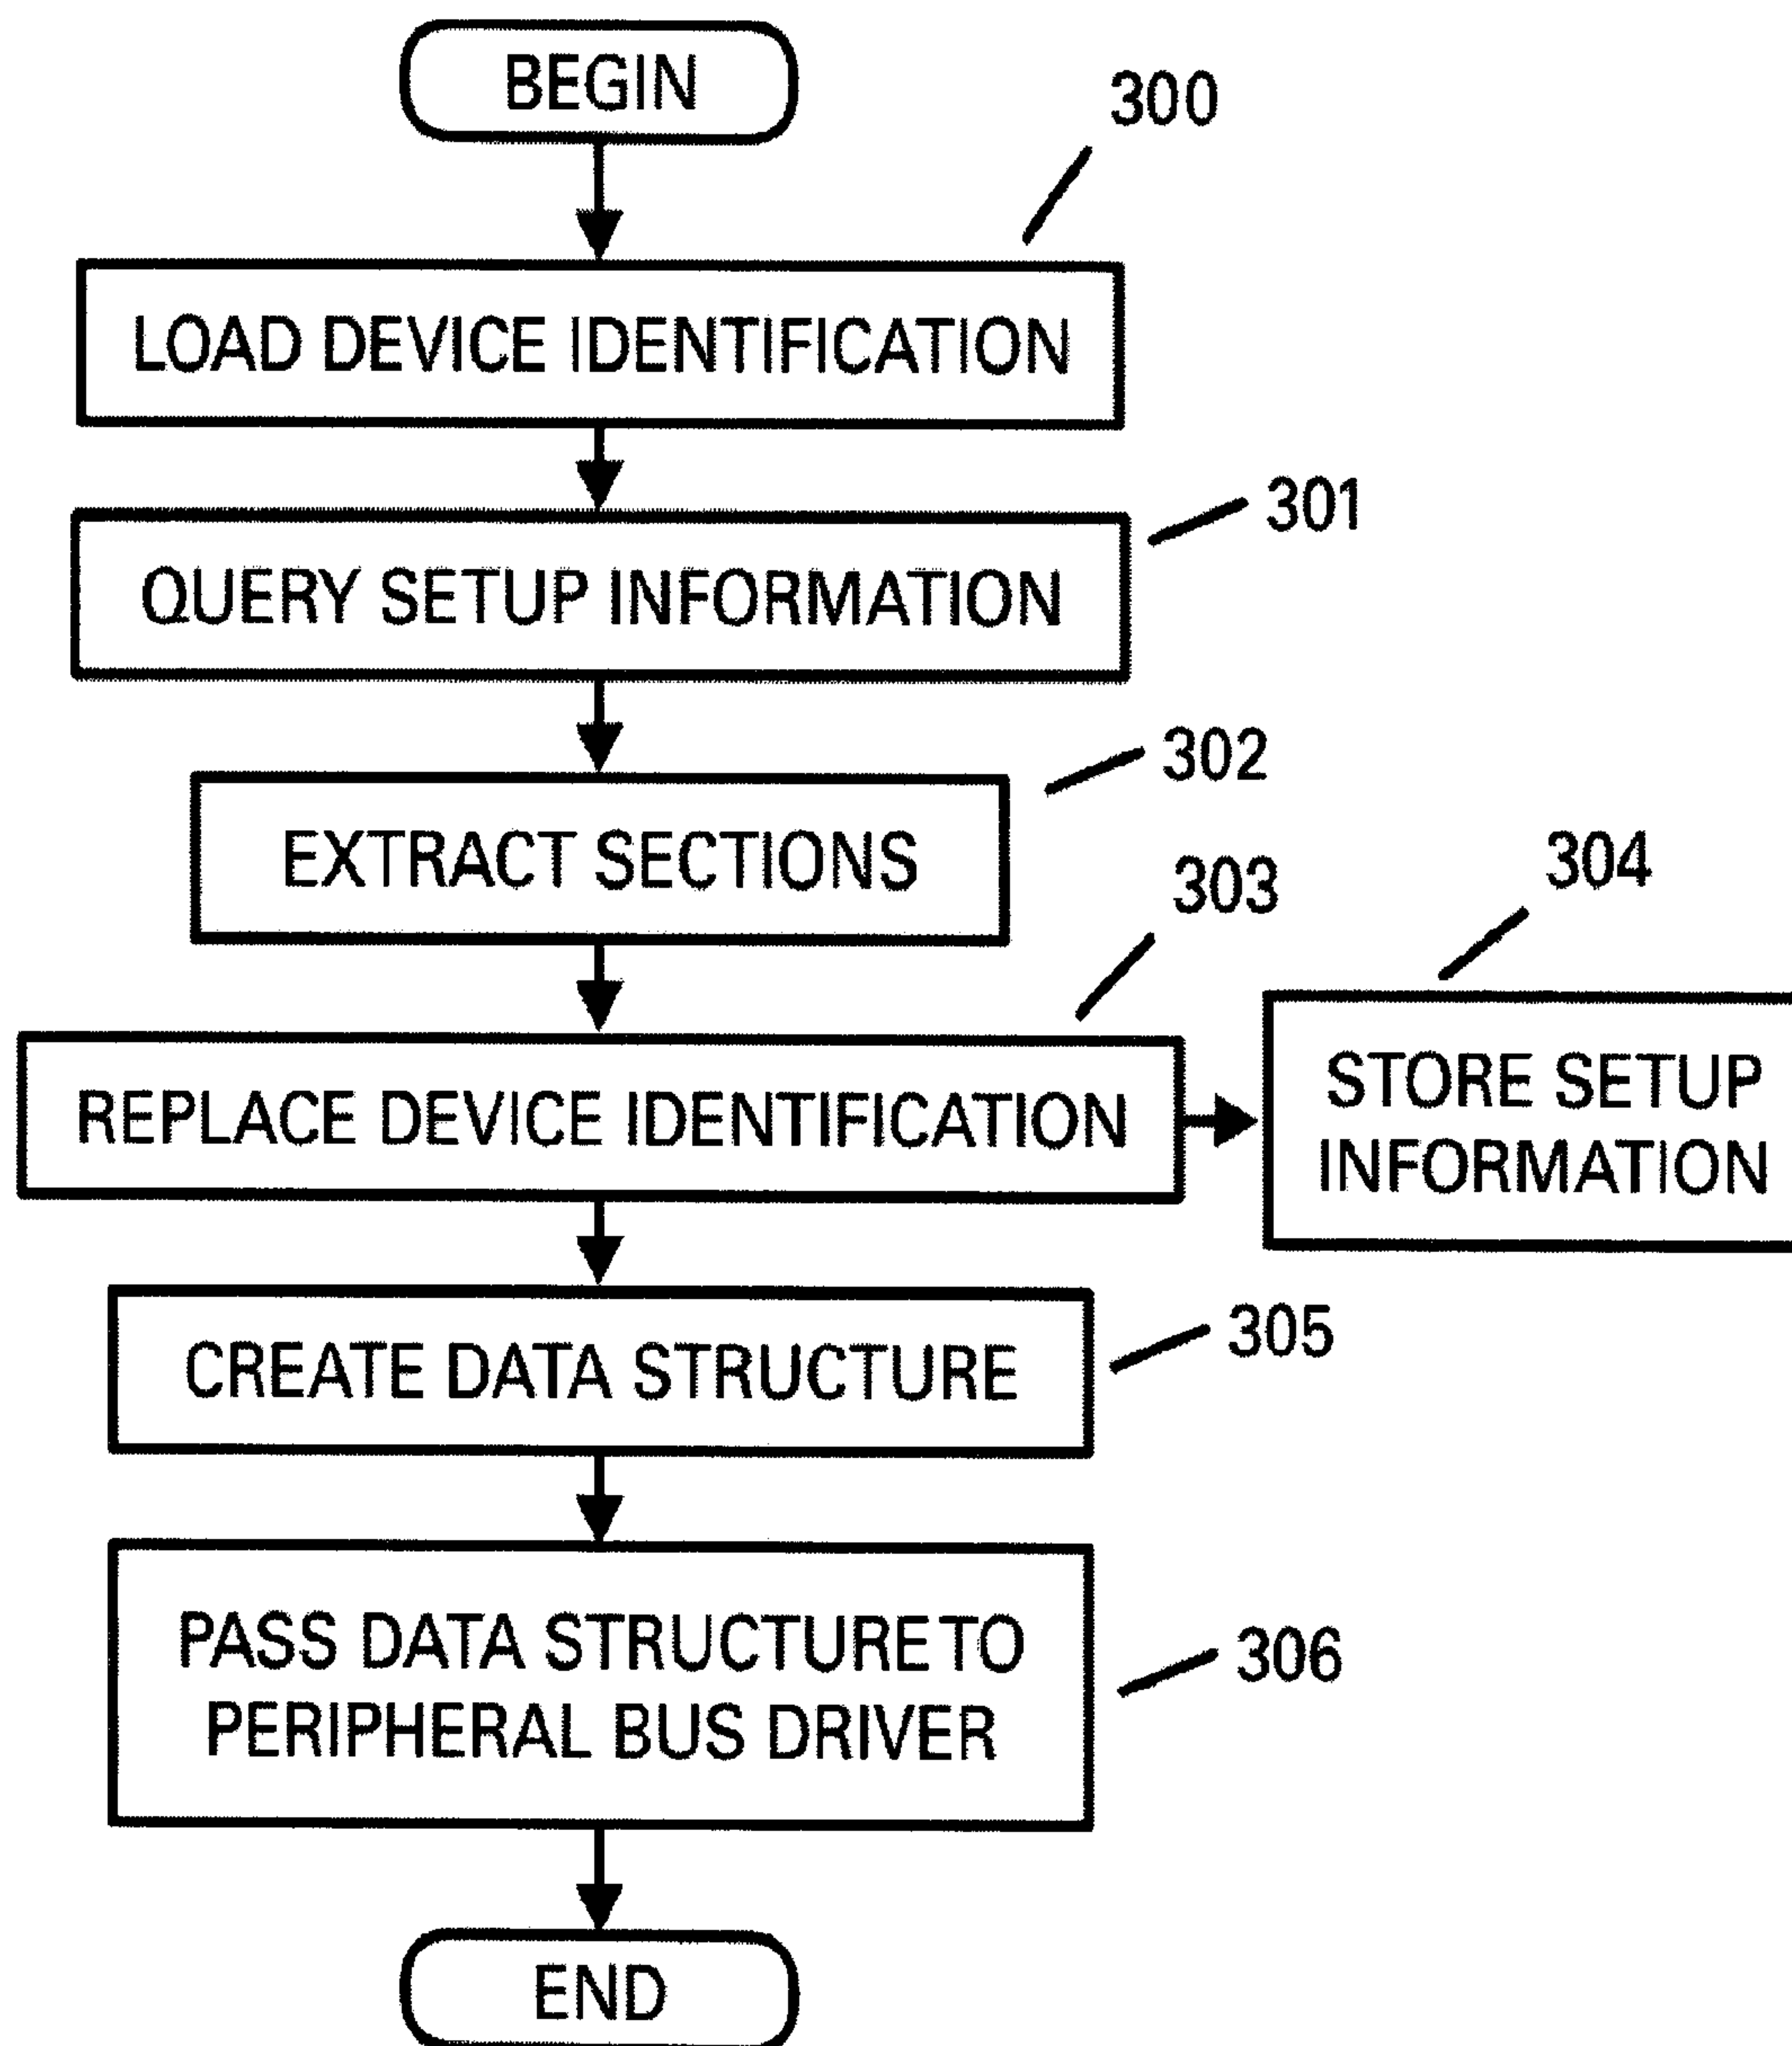 BEGIN
300
LOAD DEVICE IDENTIFICATION
301
QUERY SETUP INFORMATION
302
EXTRACT SECTIONS
303
304
REPLACE DEVICE IDENTIFICATION
STORE SETUP
INFORMATION
305
CREATE DATA STRUCTURE
306
PASS DATA STRUCTURE TO
PERIPHERAL BUS DRIVER
END